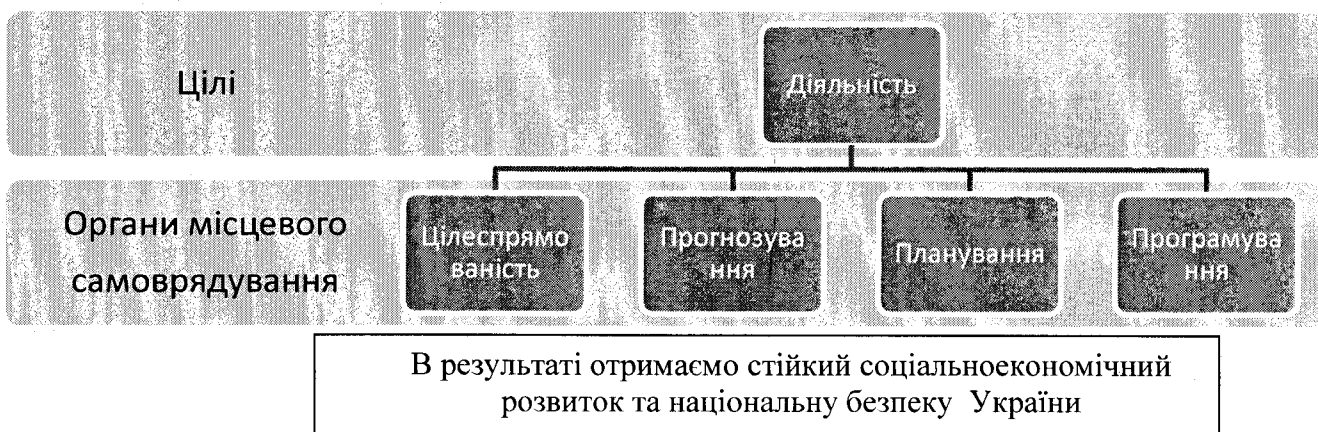 Цілі
Діяльність
Органи місцевого
самоврядування
Цілеспрямо
ваність
Прогнозува
ння
Планування
Програмува
ння
В результаті отримаємо стійкий соціальноекономічний
розвиток та національну безпеку Україні